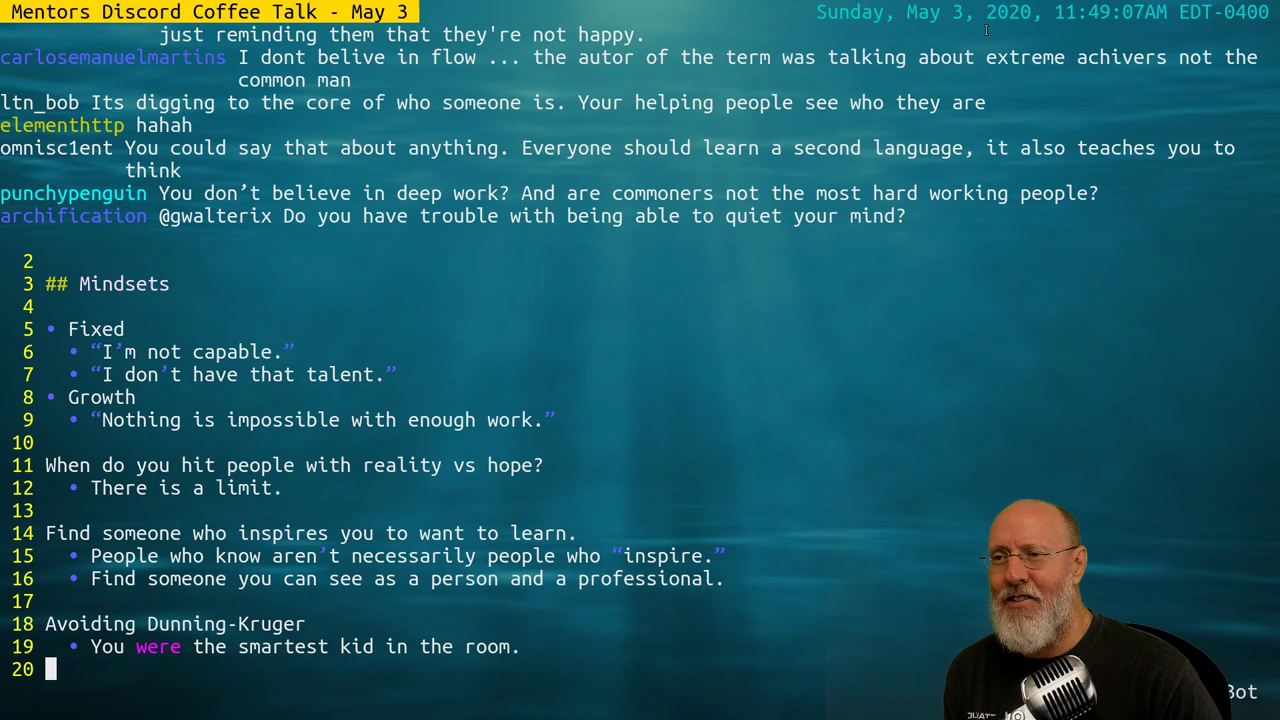 Mentors Discord Coffee Talk - May 3
Sunday, May 3, 2020, 11:49:07AM EDT-0400
just reminding them that they're not happy.
carlosemanuelmartins I dont belive in flow ... the autor of the term was talking about extreme achivers not the
common man
ltn_bob Its digging to the core of who someone is. Your helping people see who they are
elementhttp hahah
omnisc1ent You could say that about anything. Everyone should learn a second language, it also teaches you to
think
punchypenguin You don’t believe in deep work? And are commoners not the most hard working people?
archification @gwalterix Do you have trouble with being able to quiet your mind?
2
3 ## Mindsets
4
5 • Fixed
6 • “I’m not capable.”
7 • “I don’t have that talent.”
8 • Growth
9 • “Nothing is impossible with enough work.”
10
11 When do you hit people with reality vs hope?
12 • There is a limit.
13
14 Find someone who inspires you to want to learn.
15 • People who know aren’t necessarily people who “inspire.”
16 • Find someone you can see as a person and a professional.
17
18 Avoiding Dunning-Kruger
19 • You were the smartest kid in the room.
20
Bot